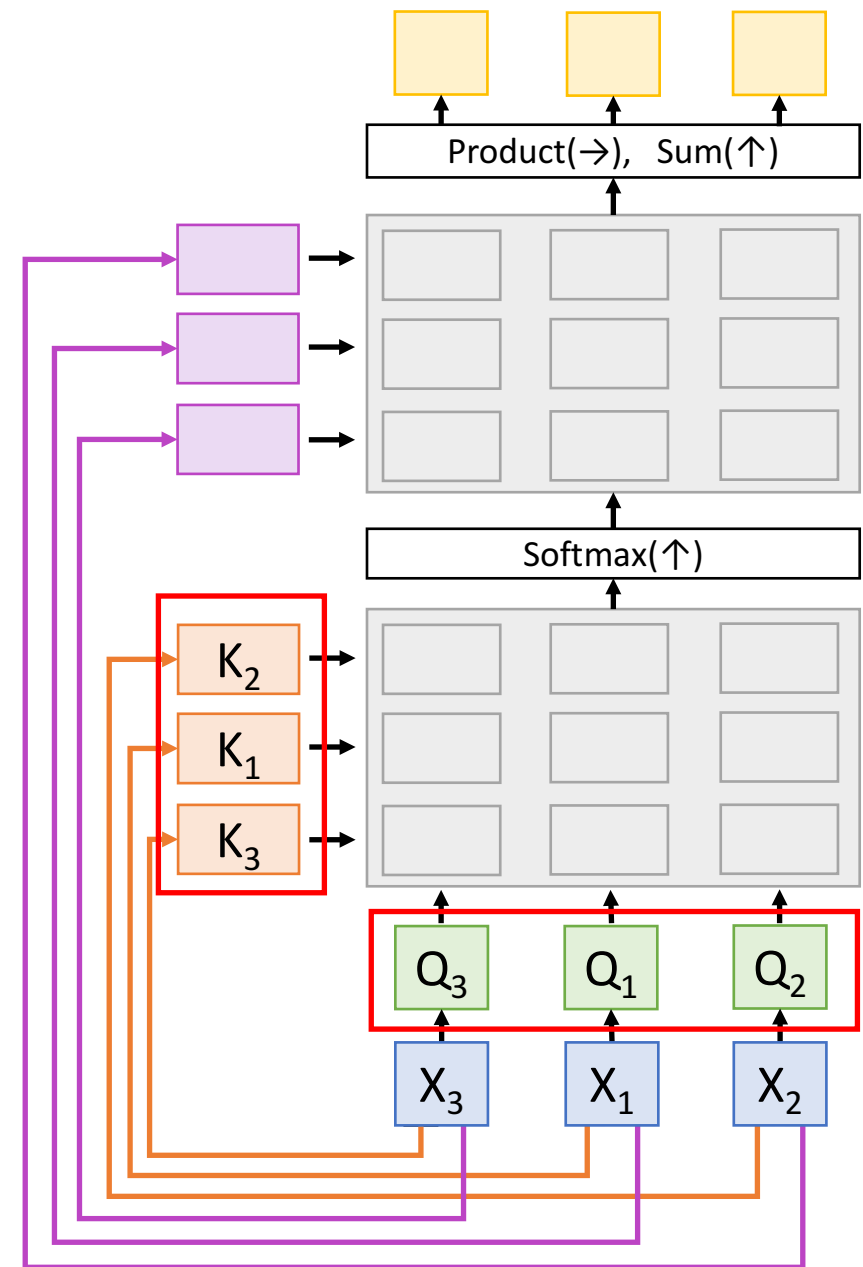 Product(→), Sum(↑)
Softmax(↑)
K₂
K₁
K₃
Q₃ Q₁ Q₂
X₃ X₁ X₂